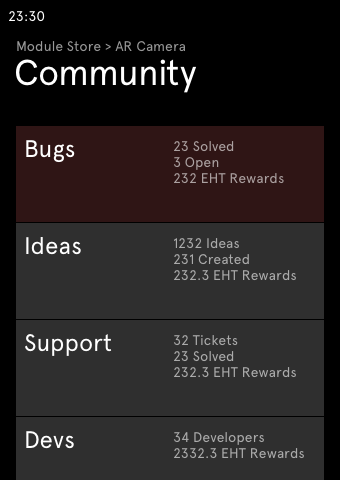 23:30
Module Store > AR Camera
Community
Bugs
23 Solved
3 Open
232 EHT Rewards
Ideas
1232 Ideas
231 Created
232.3 EHT Rewards
Support
32 Tickets
23 Solved
232.3 EHT Rewards
Devs
34 Developers
2332.3 EHT Rewards